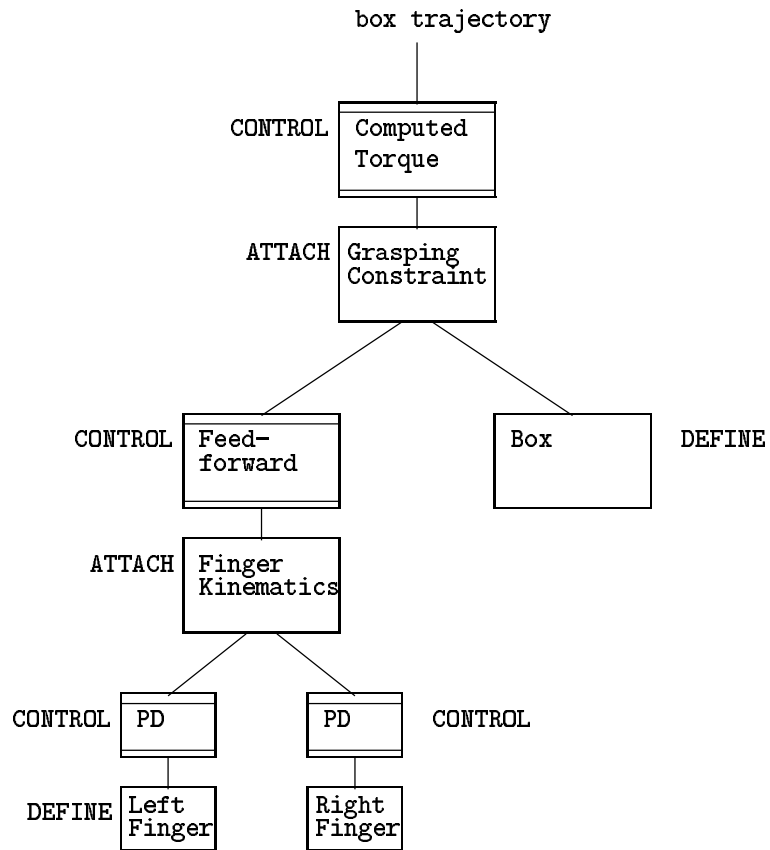 box trajectory
CONTROL
Computed
Torque
ATTACH
Grasping
Constraint
CONTROL
Feed-
forward
Box
DEFINE
ATTACH
Finger
Kinematics
CONTROL
PD
PD
CONTROL
DEFINE
Left
Finger
Right
Finger